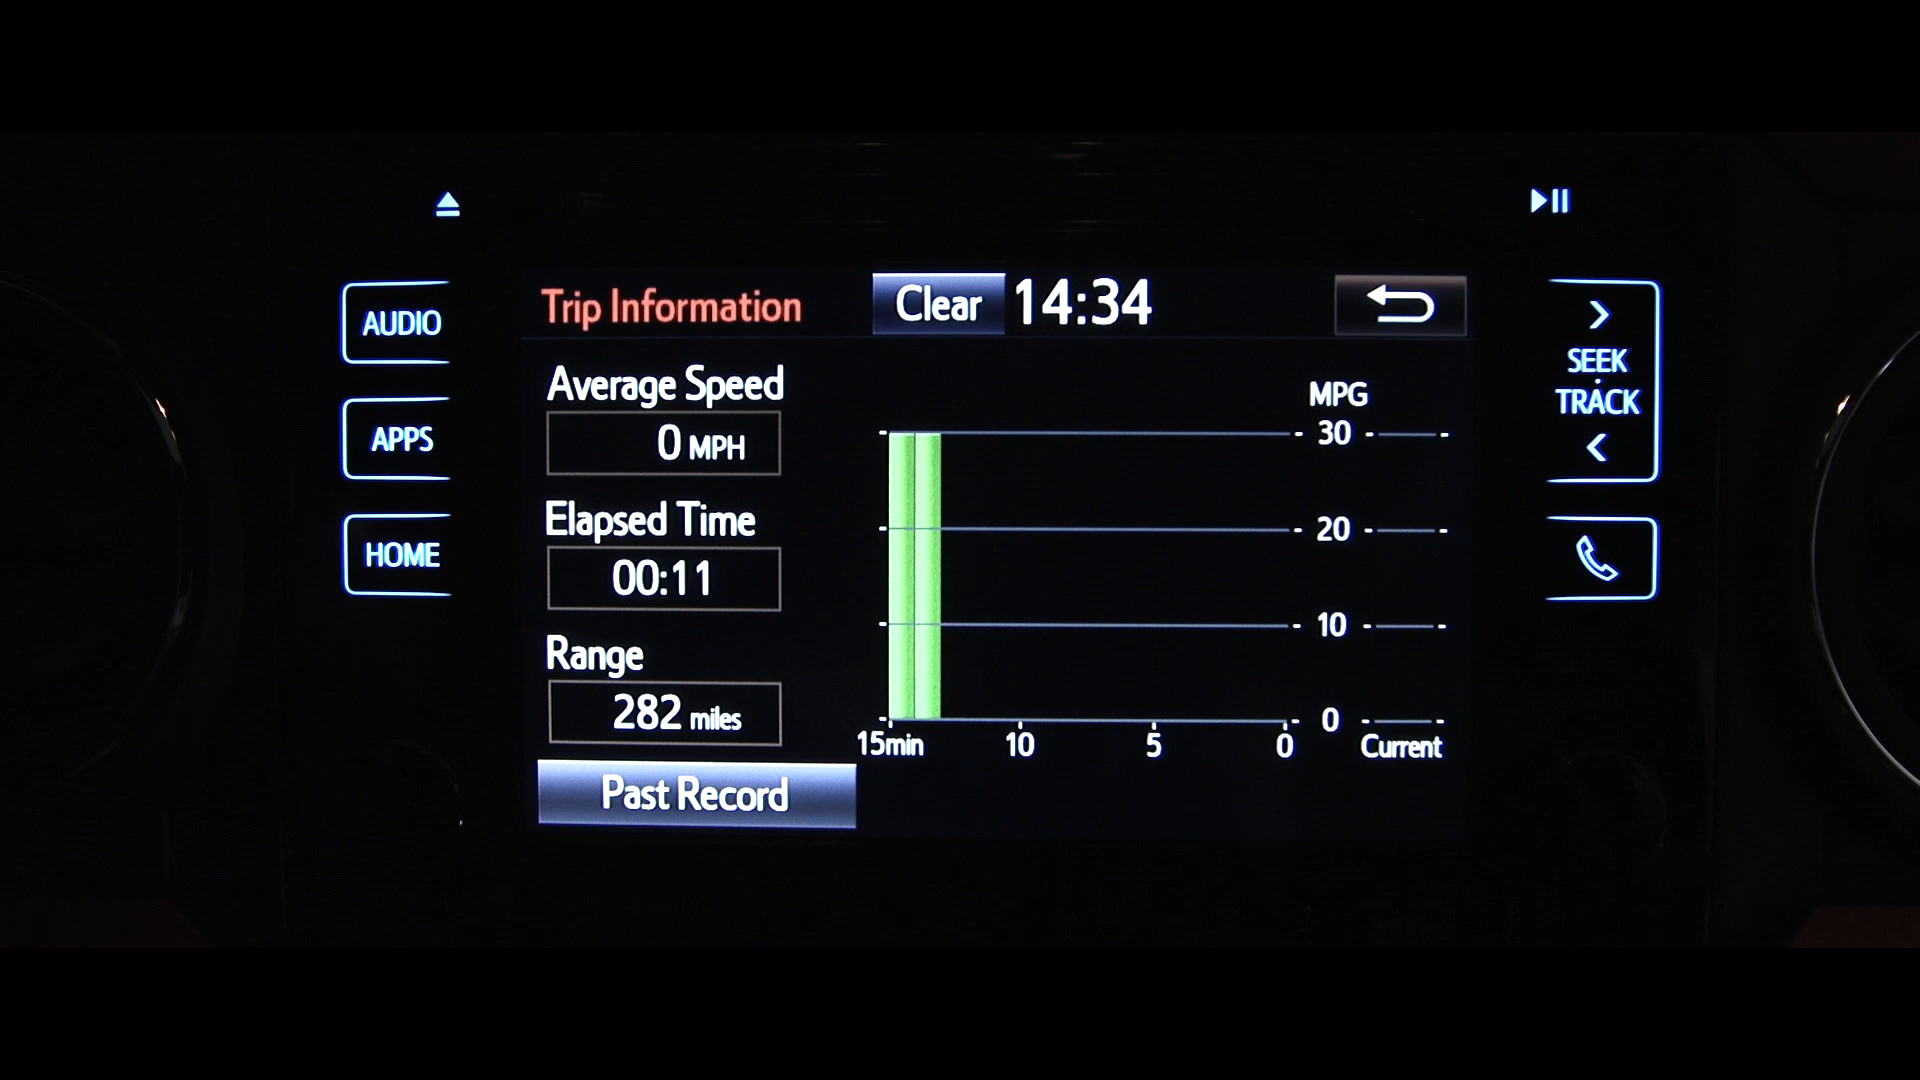 AUDIO
APPS
HOME
Trip Information
Clear
14:34
Average Speed
0 MPH
Elapsed Time
00:11
Range
282 miles
Past Record
MPG
30
20
10
0
15min 10 5 0 Current
SEEK
TRACK